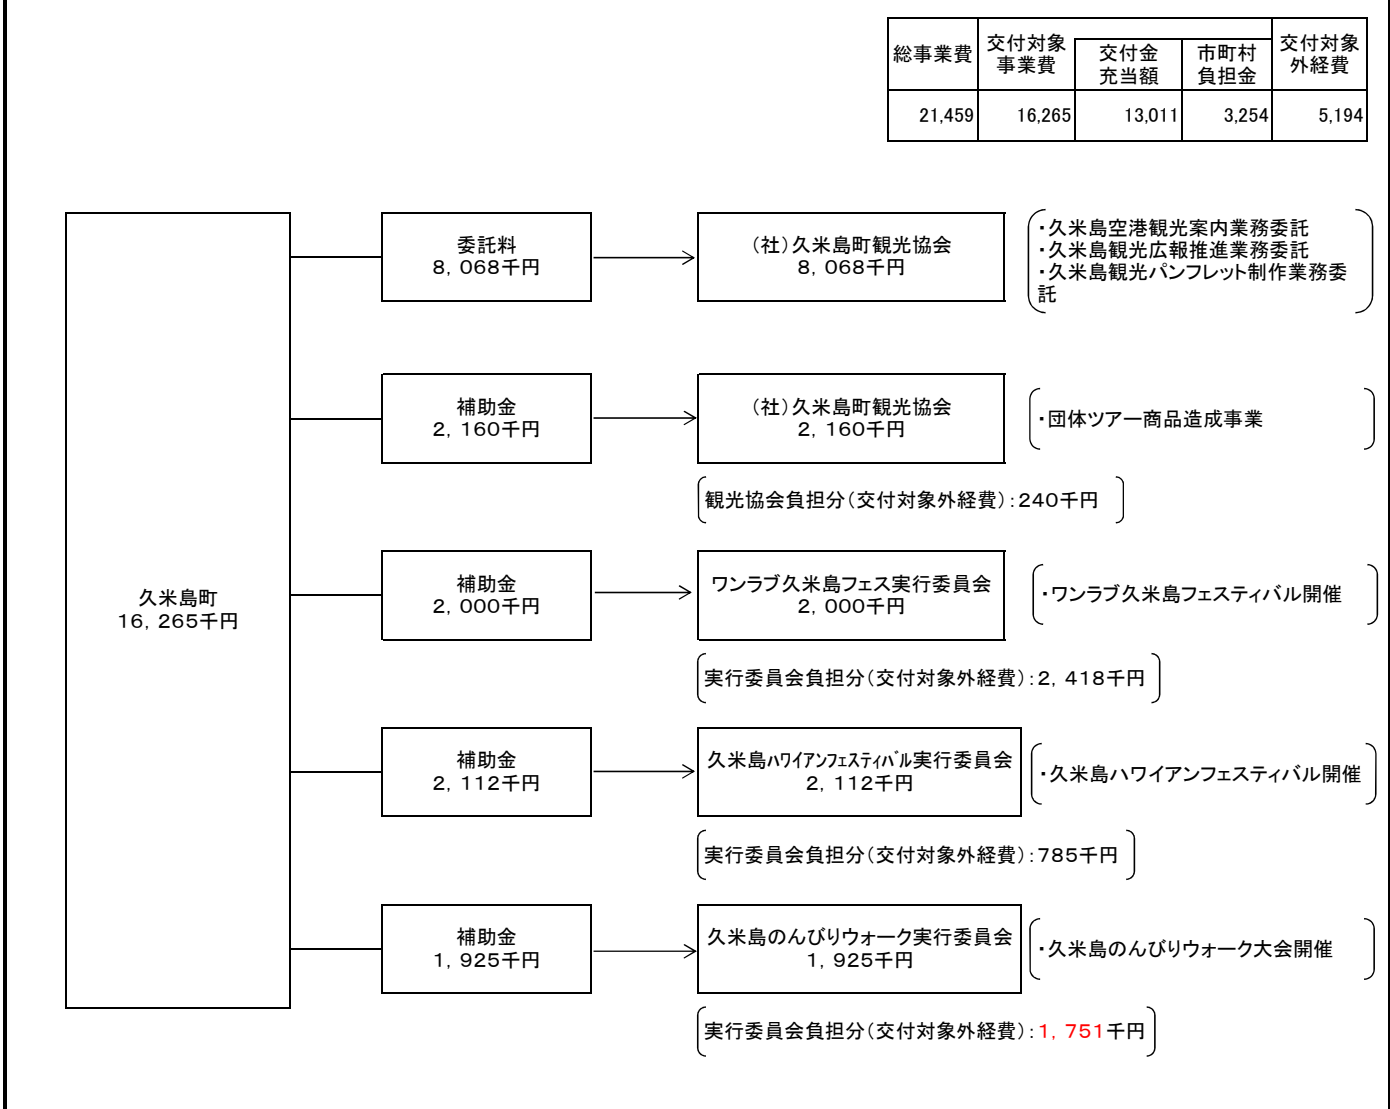 総事業費
交付対象
事業費
交付金
充当額
市町村
負担金
交付対象
外経費
21,459 16,265 13,011 3,254 5,194
久米島町
16，265千円
委託料
8，068千円
（社）久米島町観光協会
8，068千円
・久米島空港観光案内業務委託
・久米島観光広報推進業務委託
・久米島観光パンフレット制作業務委
託
補助金
2，160千円
（社）久米島町観光協会
2，160千円
・団体ツアー商品造成事業
観光協会負担分（交付対象外経費）：240千円
補助金
2，000千円
ワンラブ久米島フェス実行委員会
2，000千円
・ワンラブ久米島フェスティバル開催
実行委員会負担分（交付対象外経費）：2，418千円
補助金
2，112千円
久米島ﾊワイアンフェスティバﾙ実行委員会
2，112千円
・久米島ハワイアンフェスティバル開催
実行委員会負担分（交付対象外経費）：785千円
補助金
1，925千円
久米島のんびりウォーク実行委員会
1，925千円
・久米島のんびりウォーク大会開催
実行委員会負担分（交付対象外経費）：1，751千円